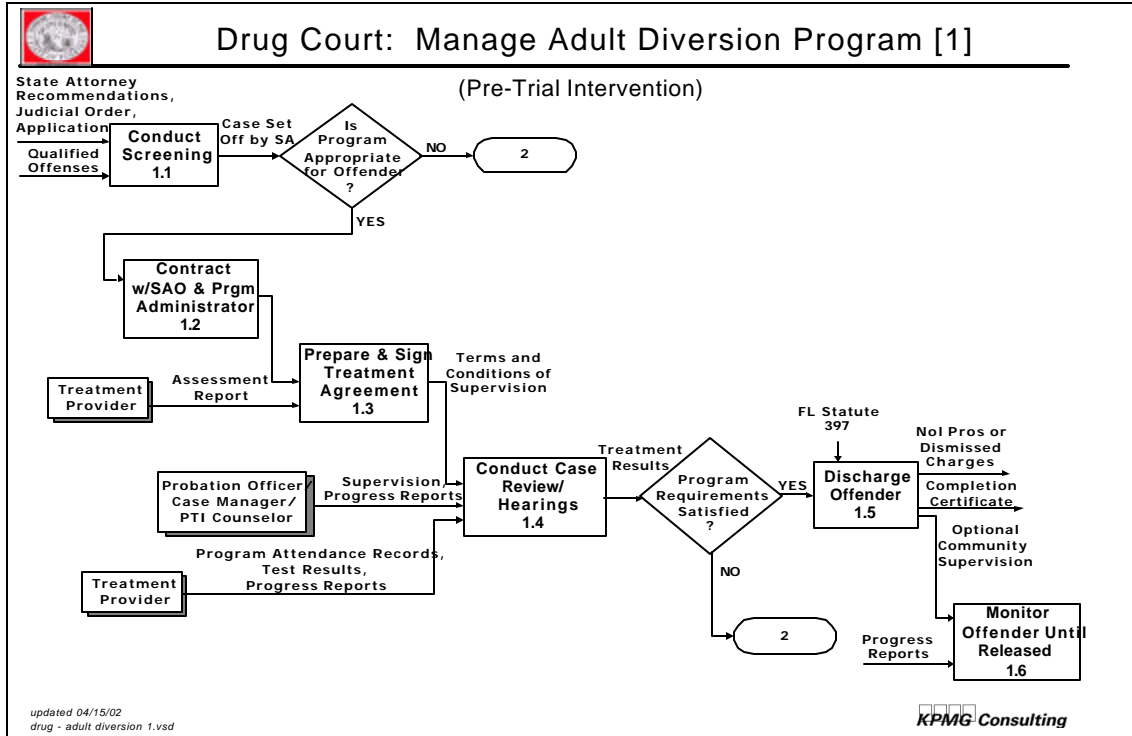 Drug Court: Manage Adult Diversion Program [1]
(Pre-Trial Intervention)
State Attorney
Recommendations,
Judicial Order,
Application
Qualified
Offenses
Conduct
Screening
1.1
Case Set
Off by SA
Is
Program
Appropriate
for Offender
?
NO
2
YES
Contract
w/SAO & Prgm
Administrator
1.2
Treatment
Provider
Assessment
Report
Prepare & Sign
Treatment
Agreement
1.3
Terms and
Conditions of
Supervision
Probation Officer/
Case Manager/
PTI Counselor
Supervision,
Progress Reports
Treatment
Provider
Program Attendance Records,
Test Results,
Progress Reports
Conduct Case
Review/
Hearings
1.4
Treatment
Results
Program
Requirements
Satisfied
?
YES
NO
2
FL Statute
397
Discharge
Offender
1.5
Nol Pros or
Dismissed
Charges
Completion
Certificate
Optional
Community
Supervision
Progress
Reports
Monitor
Offender Until
Released
1.6
updated 04/15/02
drug - adult diversion 1.vsd
KPMG Consulting